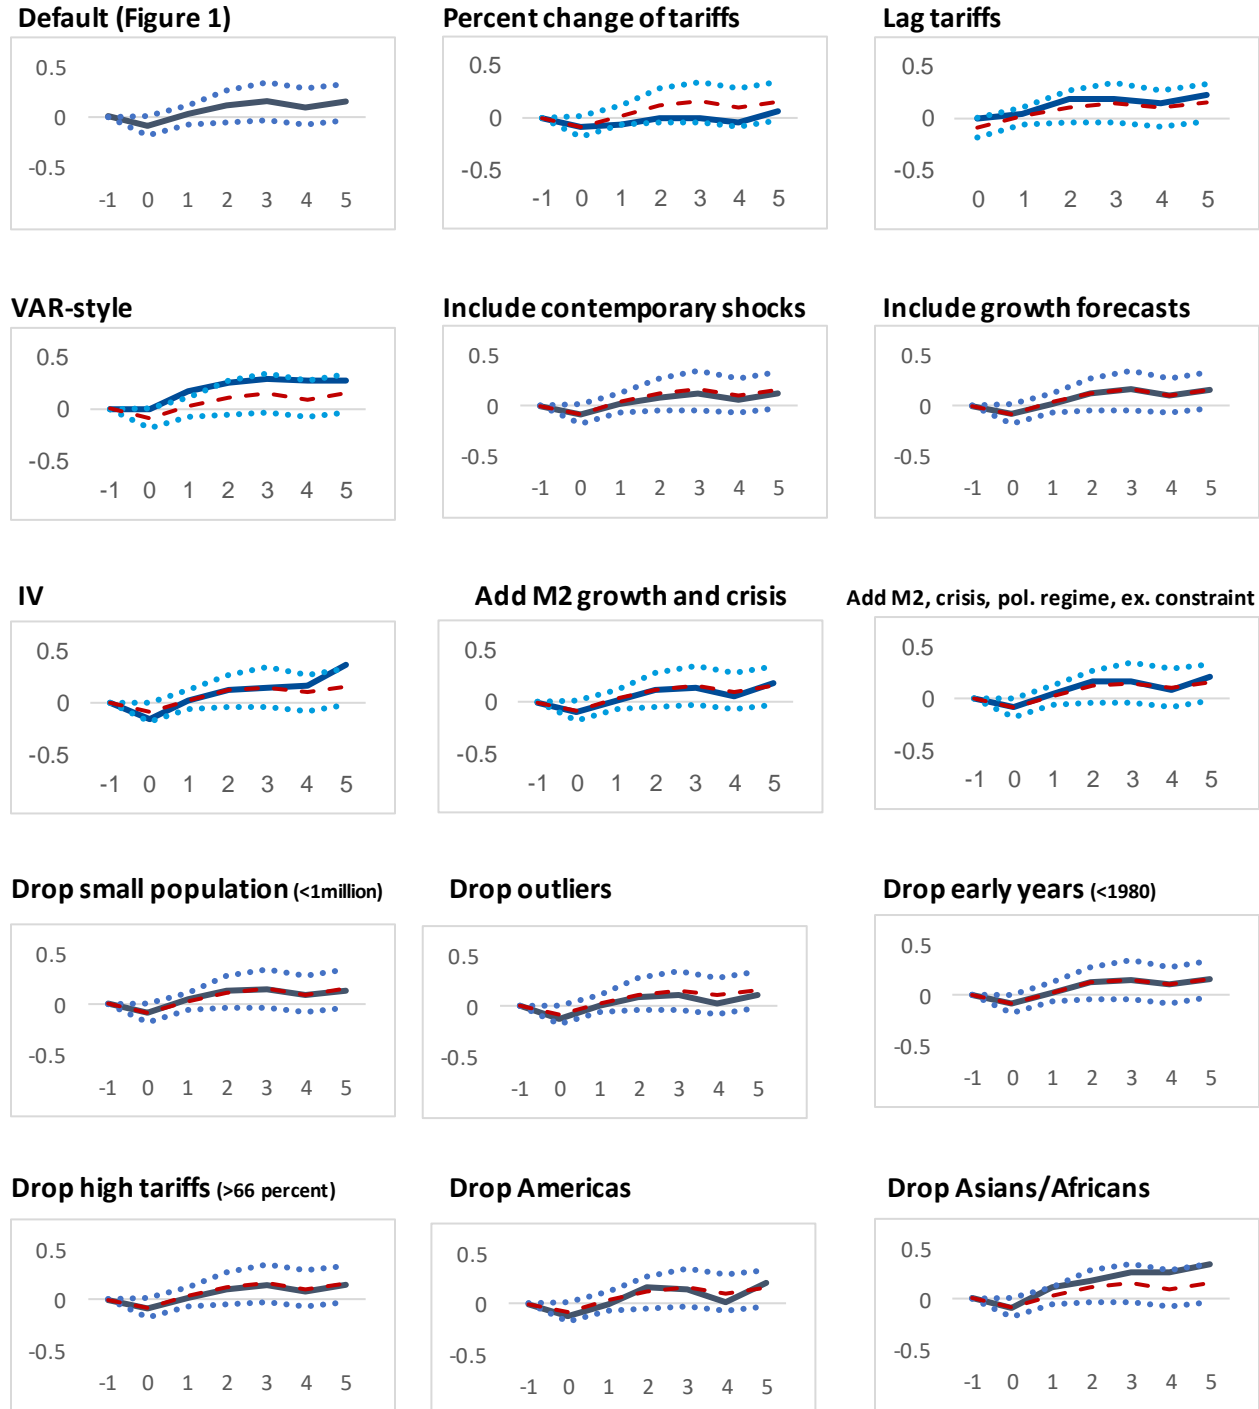 Default (Figure 1)
0.5
0
-0.5
-1 0 1 2 3 4 5
Percent change of tariffs
0.5
0
-0.5
-1 0 1 2 3 4 5
Lag tariffs
0.5
0
-0.5
0 1 2 3 4 5
VAR-style
0.5
0
-0.5
-1 0 1 2 3 4 5
Include contemporary shocks
0.5
0
-0.5
-1 0 1 2 3 4 5
Include growth forecasts
0.5
0
-0.5
-1 0 1 2 3 4 5
IV
0.5
0
-0.5
-1 0 1 2 3 4 5
Add M2 growth and crisis
0.5
0
-0.5
-1 0 1 2 3 4 5
Add M2, crisis, pol. regime, ex. constraint
0.5
0
-0.5
-1 0 1 2 3 4 5
Drop small population (<1million)
0.5
0
-0.5
-1 0 1 2 3 4 5
Drop outliers
0.5
0
-0.5
-1 0 1 2 3 4 5
Drop early years (<1980)
0.5
0
-0.5
-1 0 1 2 3 4 5
Drop high tariffs (>66 percent)
0.5
0
-0.5
-1 0 1 2 3 4 5
Drop Americas
0.5
0
-0.5
-1 0 1 2 3 4 5
Drop Asians/Africans
0.5
0
-0.5
-1 0 1 2 3 4 5